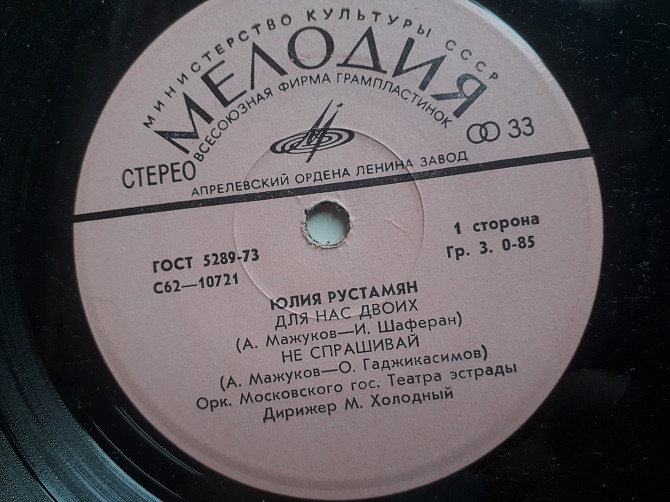 МИНИСТЕРСТВО КУЛЬТУРЫ СССР
МЕЛОДИЯ
ВСЕСОЮЗНАЯ ФИРМА ГРАМПЛАСТИНОК
СТЕРЕО
33
АПРЕЛЕВСКИЙ ОРДЕНА ЛЕНИНА ЗАВОД
ГОСТ 5289-73
С62—10721
1 сторона
Гр. 3. 0-85
ЮЛИЯ РУСТАМЯН
ДЛЯ НАС ДВОИХ
(А. Мажуков—И. Шаферан)
НЕ СПРАШИВАЙ
(А. Мажуков—О. Гаджикасимов)
Орк. Московского гос. Театра эстрады
Дирижер М. Холодный